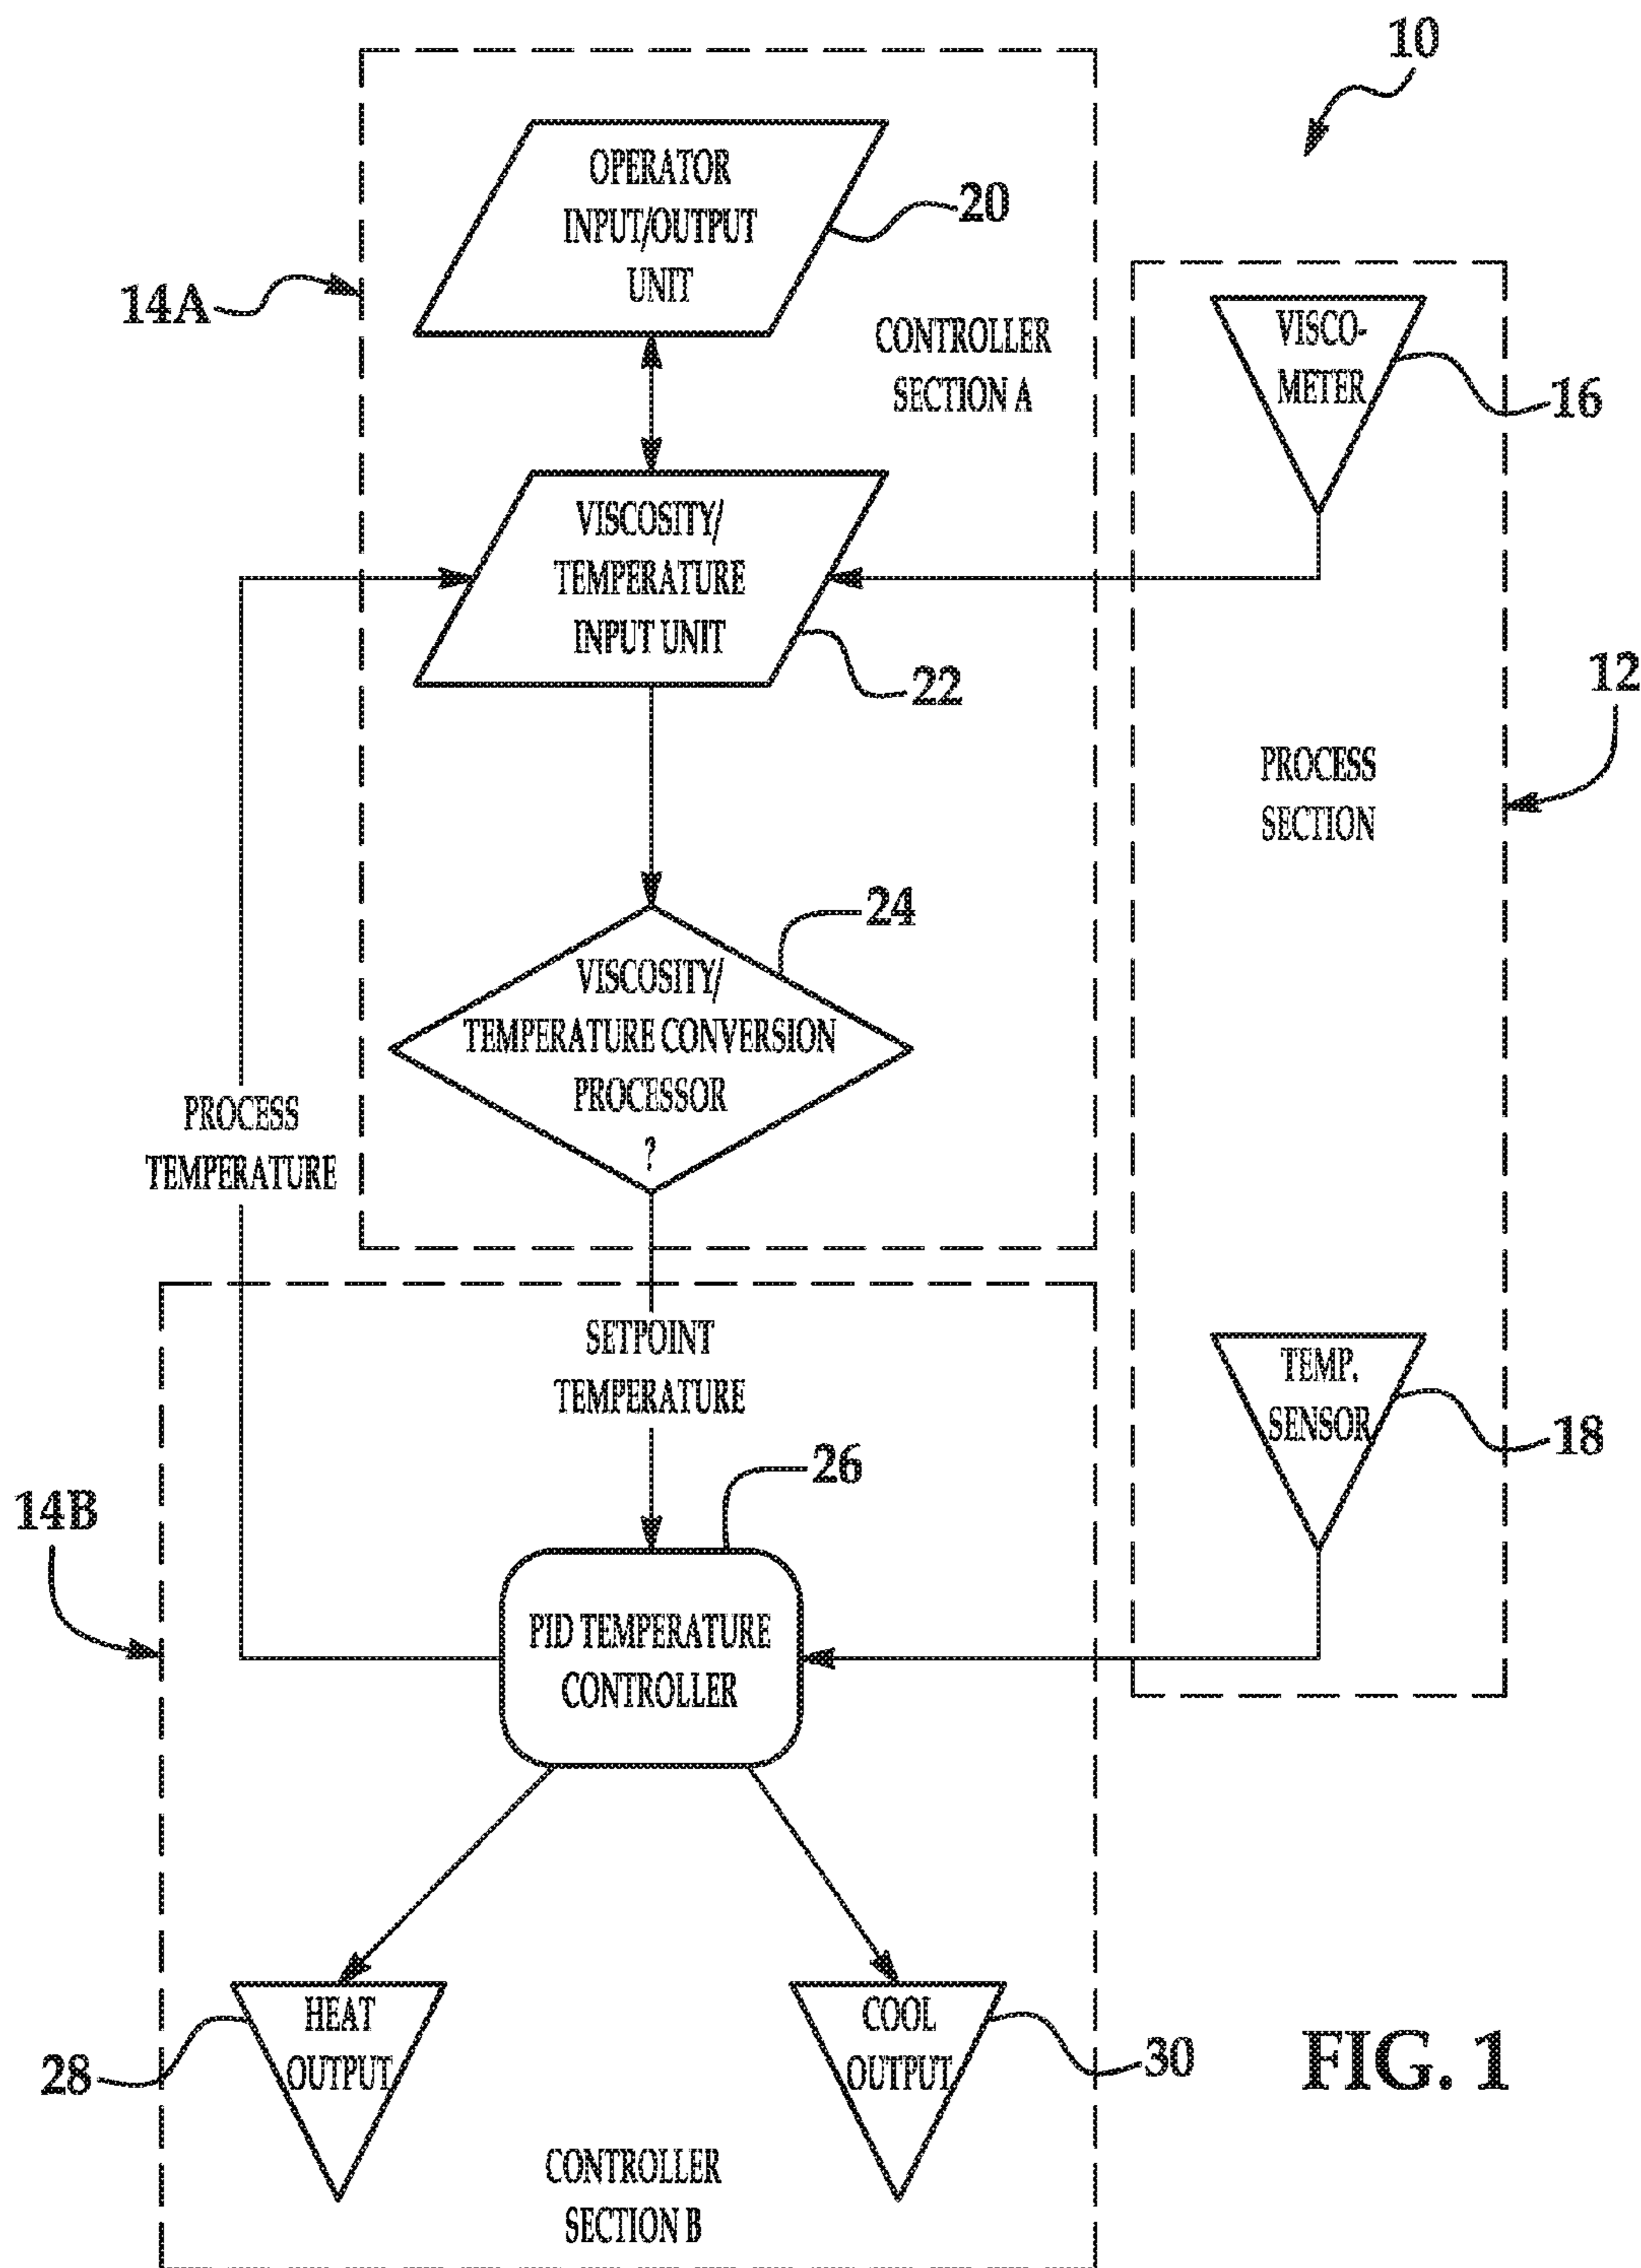 10
OPERATOR
INPUT/OUTPUT
UNIT
20
14A
CONTROLLER
SECTION A
VISCO-
METER
16
VISCOSITY/
TEMPERATURE
INPUT UNIT
22
12
PROCESS
SECTION
24
VISCOSITY/
TEMPERATURE CONVERSION
PROCESSOR
?
PROCESS
TEMPERATURE
SETPOINT
TEMPERATURE
TEMP.
SENSOR
18
26
14B
PID TEMPERATURE
CONTROLLER
HEAT
OUTPUT
28
COOL
OUTPUT
30
FIG. 1
CONTROLLER
SECTION B